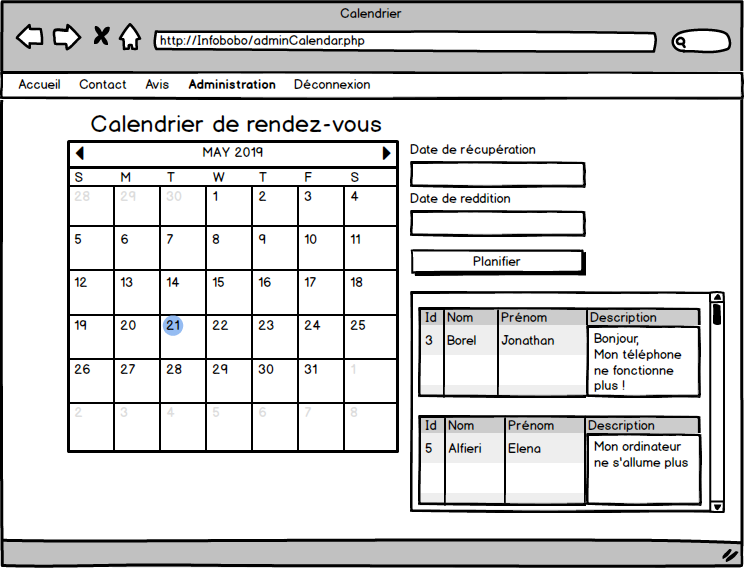 Calendrier
http://Infobobo/adminCalendar.php
Accueil Contact Avis Administration Déconnexion
Calendrier de rendez-vous
MAY 2019
S M T W T F S
28 29 30 1 2 3 4
5 6 7 8 9 10 11
12 13 14 15 16 17 18
19 20 21 22 23 24 25
26 27 28 29 30 31 1
2 3 4 5 6 7 8
Date de récupération
Date de reddition
Planifier
Id Nom Prénom Description
3 Borel Jonathan Bonjour,
Mon téléphone
ne fonctionne
plus !
Id Nom Prénom Description
5 Alfieri Elena Mon ordinateur
ne s'allume plus